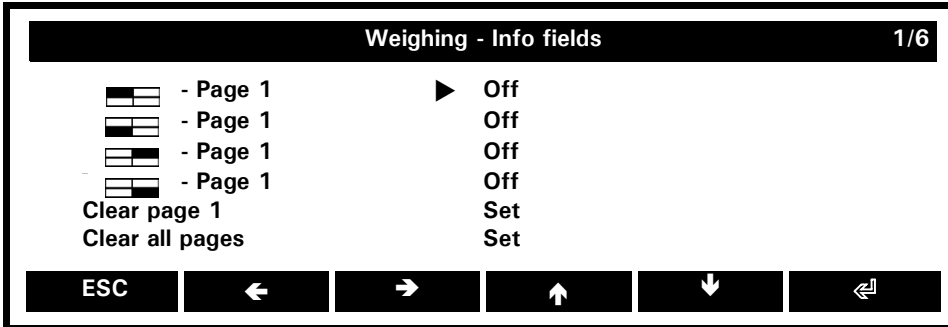 Weighing - Info fields 1/6
- Page 1 ▶ Off
- Page 1 Off
- Page 1 Off
- Page 1 Off
Clear page 1 Set
Clear all pages Set
ESC ← → ↑ ↓ ↵